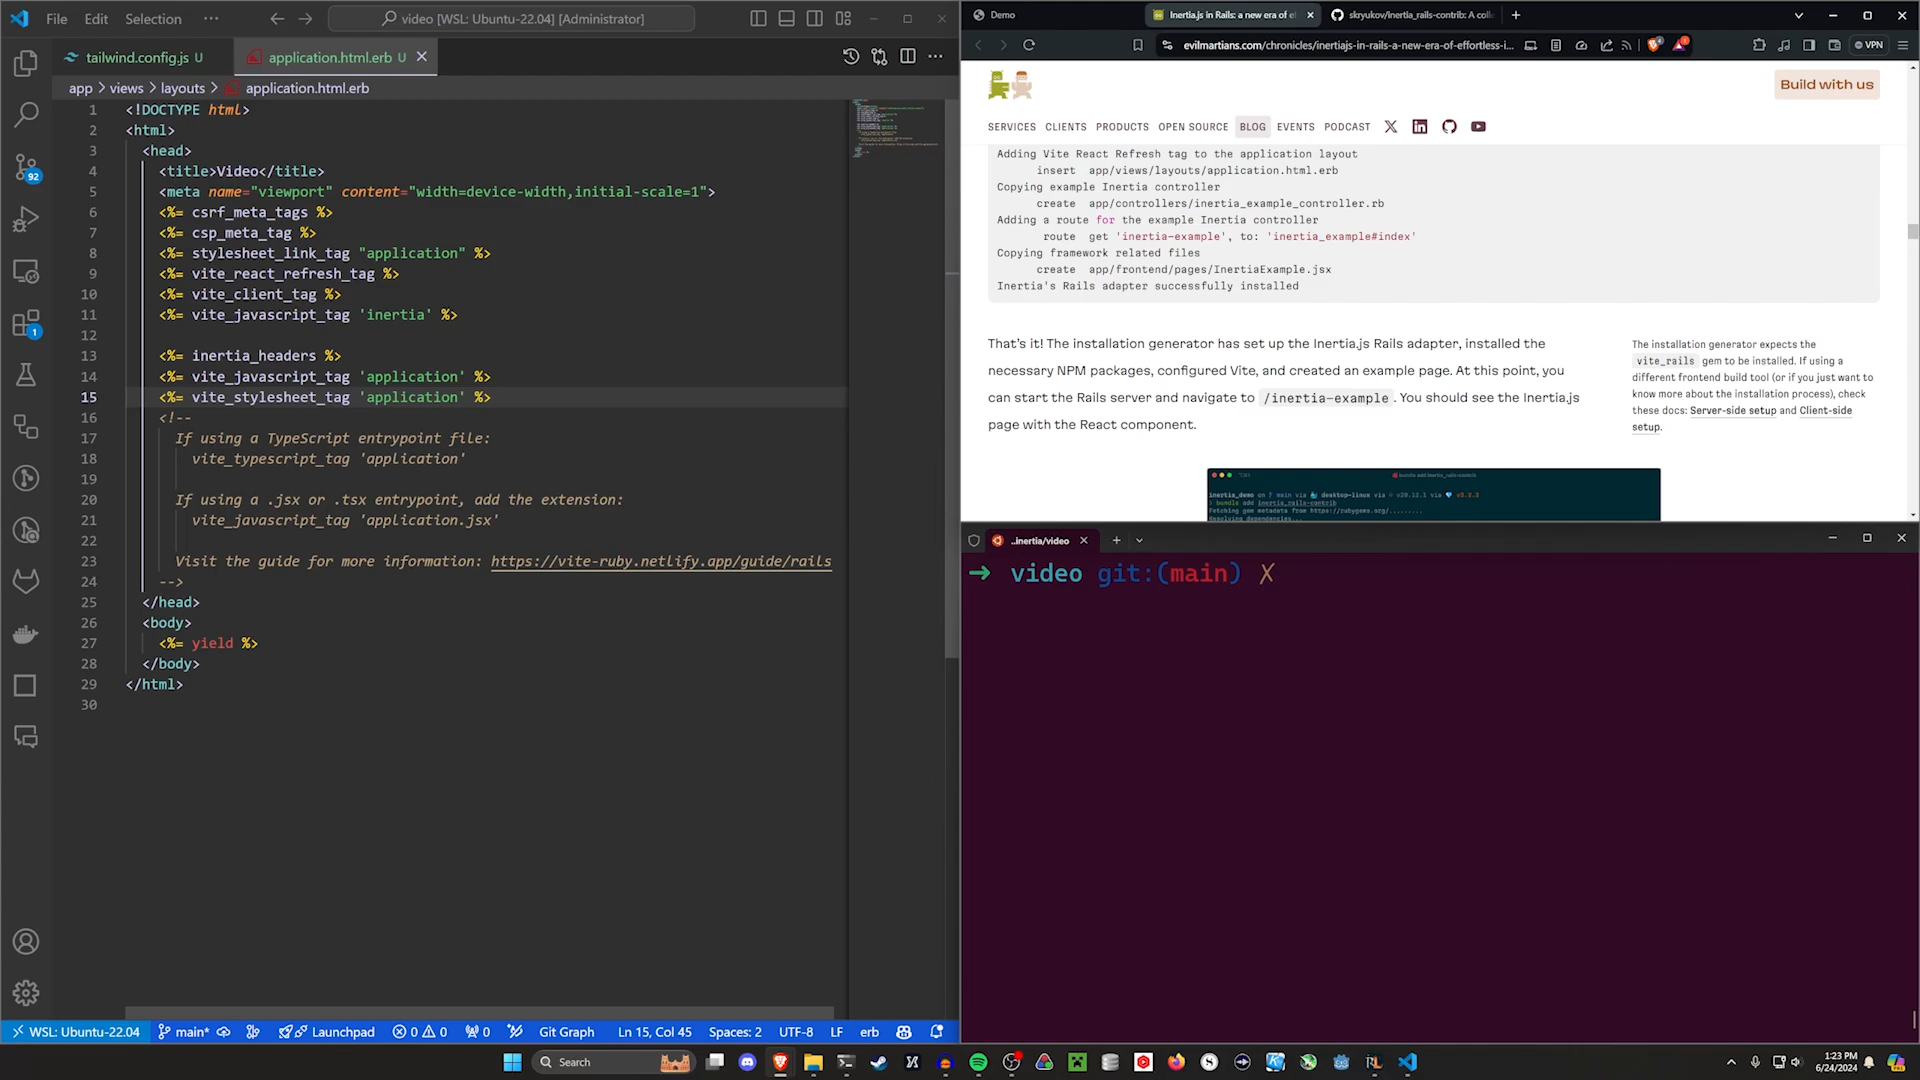 File Edit Selection ···
video [WSL: Ubuntu-22.04] [Administrator]
tailwind.config.js U
application.html.erb U
app > views > layouts > application.html.erb
1 <!DOCTYPE html>
2 <html>
3 <head>
4 <title>Video</title>
5 <meta name="viewport" content="width=device-width,initial-scale=1">
6 <%= csrf_meta_tags %>
7 <%= csp_meta_tag %>
8 <%= stylesheet_link_tag "application" %>
9 <%= vite_react_refresh_tag %>
10 <%= vite_client_tag %>
11 <%= vite_javascript_tag 'inertia' %>
12
13 <%= inertia_headers %>
14 <%= vite_javascript_tag 'application' %>
15 <%= vite_stylesheet_tag 'application' %>
16 <!--
17 If using a TypeScript entrypoint file:
18 vite_typescript_tag 'application'
19
20 If using a .jsx or .tsx entrypoint, add the extension:
21 vite_javascript_tag 'application.jsx'
22
23 Visit the guide for more information: https://vite-ruby.netlify.app/guide/rails
24 -->
25 </head>
26 <body>
27 <%= yield %>
28 </body>
29 </html>
30
92
1
WSL: Ubuntu-22.04 main* Launchpad 0 0 0 Git Graph Ln 15, Col 45 Spaces: 2 UTF-8 LF erb
Demo
Inertia.js in Rails: a new era of ef
skryukov/inertia_rails-contrib: A coll
evilmartians.com/chronicles/inertiajs-in-rails-a-new-era-of-effortless-i...
VPN
Build with us
SERVICES CLIENTS PRODUCTS OPEN SOURCE BLOG EVENTS PODCAST
Adding Vite React Refresh tag to the application layout
insert app/views/layouts/application.html.erb
Copying example Inertia controller
create app/controllers/inertia_example_controller.rb
Adding a route for the example Inertia controller
route get 'inertia-example', to: 'inertia_example#index'
Copying framework related files
create app/frontend/pages/InertiaExample.jsx
Inertia's Rails adapter successfully installed
That's it! The installation generator has set up the Inertia.js Rails adapter, installed the
necessary NPM packages, configured Vite, and created an example page. At this point, you
can start the Rails server and navigate to /inertia-example. You should see the Inertia.js
page with the React component.
The installation generator expects the
vite_rails gem to be installed. If using a
different frontend build tool (or if you just want to
know more about the installation process), check
these docs: Server-side setup and Client-side
setup.
bundle add inertia_rails-contrib
Fetching gem metadata from https://rubygems.org/.........
Resolving dependencies...
..inertia/video
→ video git:(main) ✗
Search
1:23 PM
6/24/2024